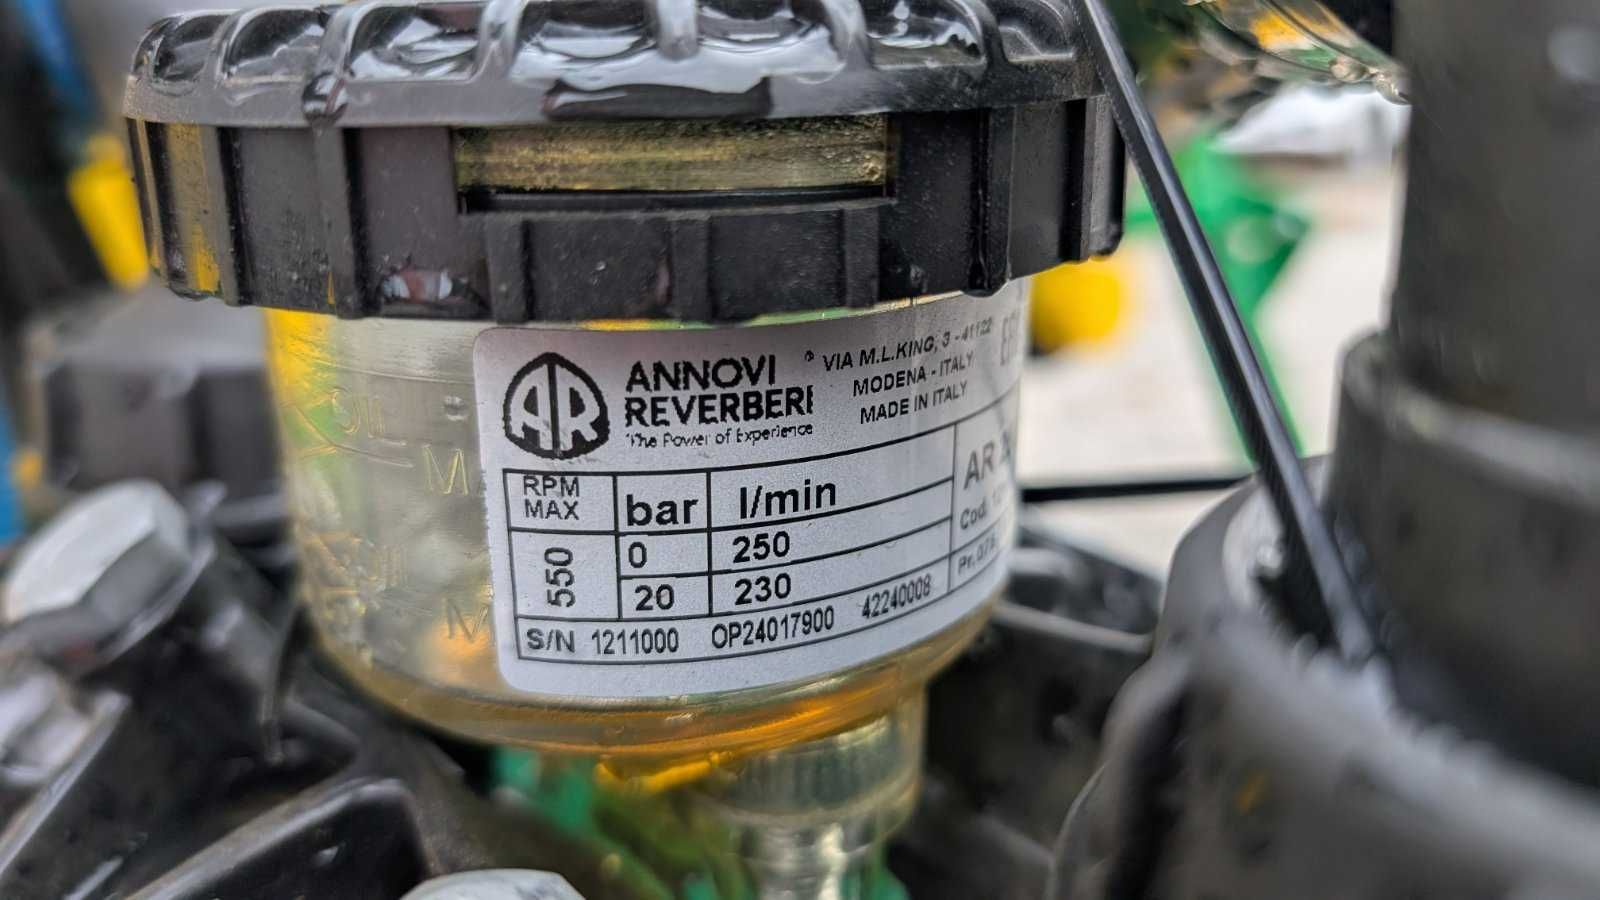 AR
ANNOVI
REVERBERI
The Power of Experience
VIA M.L.KING, 3 - 41122
MODENA - ITALY
MADE IN ITALY
RPM MAX bar l/min
550 0 250
20 230
S/N 1211000 OP24017900 42240008
AR
Cod.
Pr.